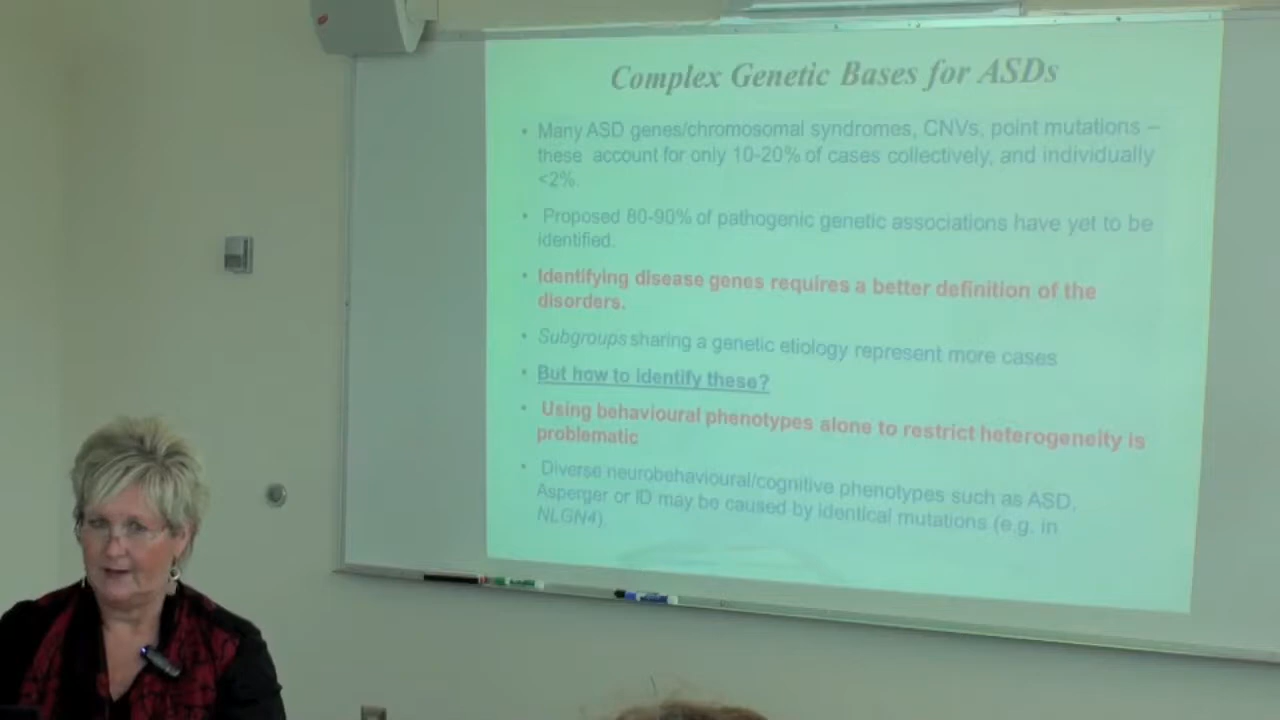 Complex Genetic Bases for ASDs
• Many ASD genes/chromosomal syndromes, CNVs, point mutations –
these account for only 10-20% of cases collectively, and individually
<2%.
• Proposed 80-90% of pathogenic genetic associations have yet to be
identified.
• Identifying disease genes requires a better definition of the
disorders.
• Subgroups sharing a genetic etiology represent more cases
• But how to identify these?
• Using behavioural phenotypes alone to restrict heterogeneity is
problematic
• Diverse neurobehavioural/cognitive phenotypes such as ASD,
Asperger or ID may be caused by identical mutations (e.g. in
NLGN4).